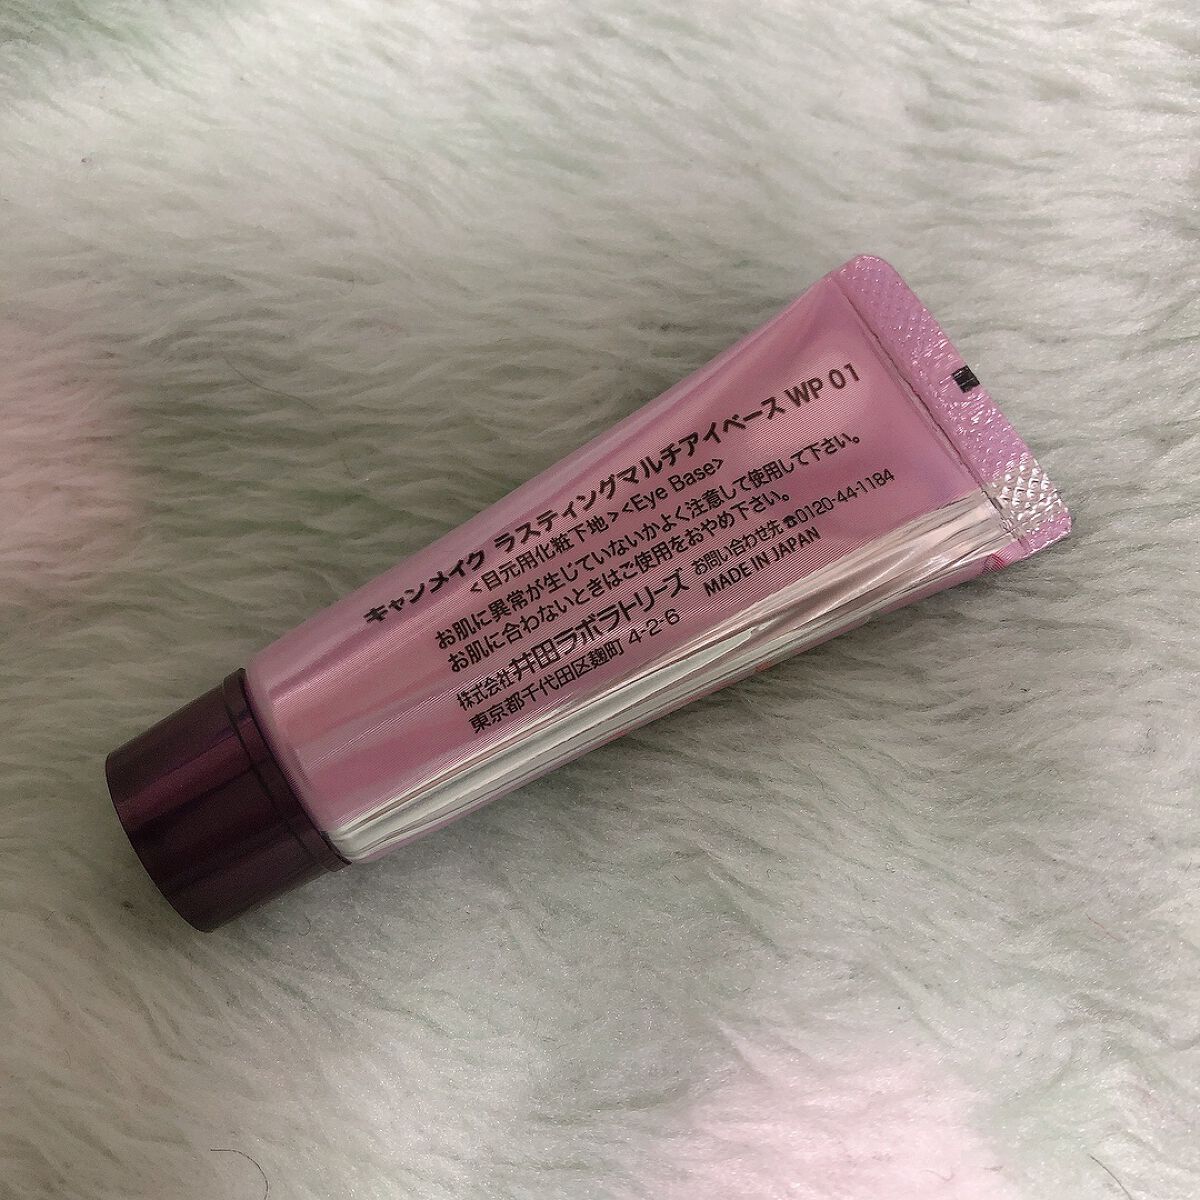 キャンメイク ラスティングマルチアイベース WP 01
<目元用化粧下地><Eye Base>
お肌に異常が生じていないかよく注意して使用して下さい。
お肌に合わないときはご使用をおやめ下さい。
株式会社井田ラボラトリーズ お問い合わせ先☎0120-44-1184
東京都千代田区麹町 4-2-6 MADE IN JAPAN